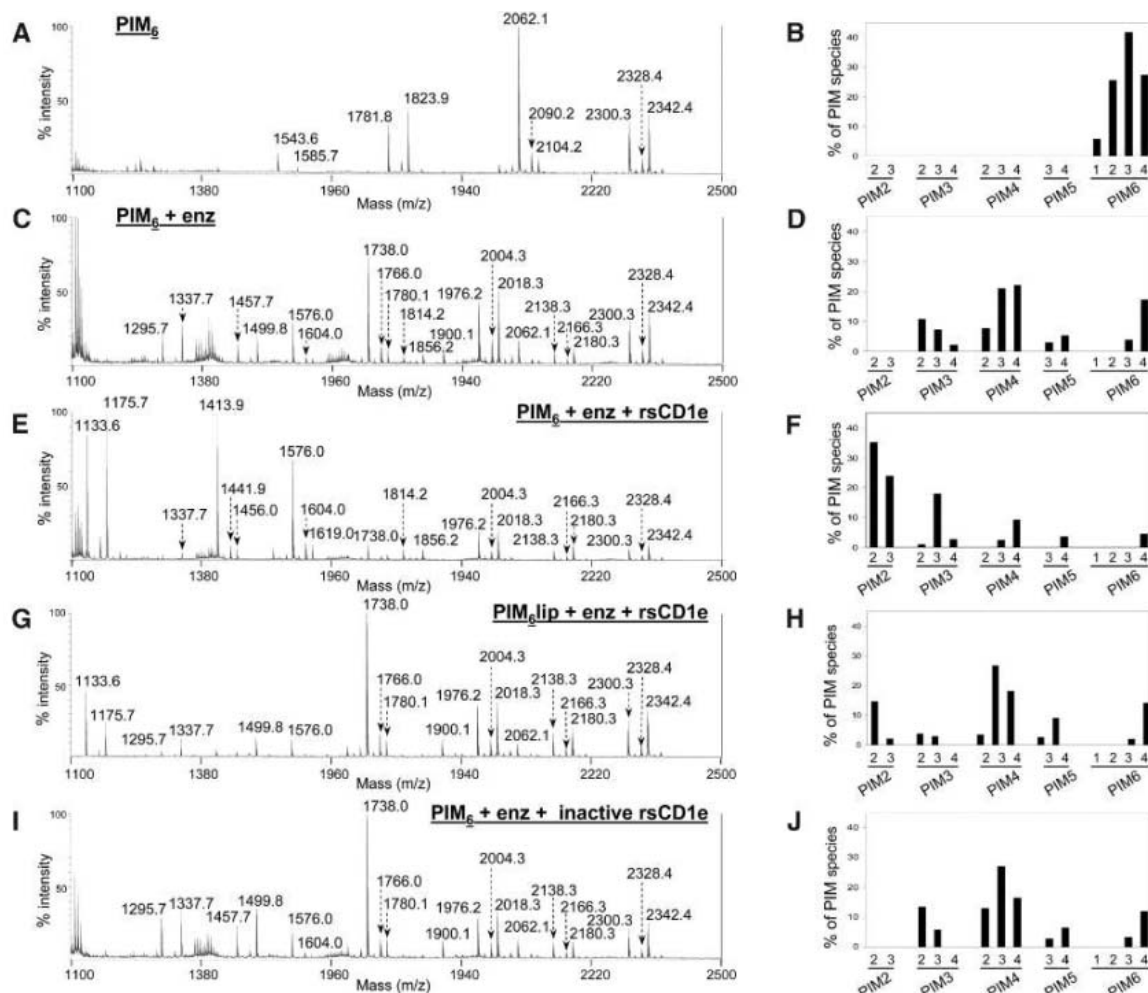 A
PIM6
100
50
% intensity
1543.6
1585.7
1781.8
1823.9
2062.1
2090.2
2104.2
2300.3
2328.4
2342.4
1100 1380 1960 1940 2220 2500
Mass (m/z)
B
% of PIM species
40
30
20
10
0
2 3 2 3 4 2 3 4 3 4 1 2 3 4
PIM2 PIM3 PIM4 PIM5 PIM6
C
PIM6 + enz
100
50
% intensity
1295.7
1337.7
1457.7
1499.8
1576.0
1604.0
1738.0
1766.0
1780.1
1814.2
1856.2
1900.1
1976.2
2004.3
2018.3
2062.1
2138.3
2166.3
2180.3
2300.3
2328.4
2342.4
1100 1380 1960 1940 2220 2500
Mass (m/z)
D
% of PIM species
40
30
20
10
0
2 3 2 3 4 2 3 4 3 4 1 2 3 4
PIM2 PIM3 PIM4 PIM5 PIM6
E
PIM6 + enz + rsCD1e
100
50
% intensity
1133.6
1175.7
1337.7
1413.9
1441.9
1456.0
1576.0
1604.0
1619.0
1738.0
1814.2
1856.2
1976.2
2004.3
2018.3
2138.3
2166.3
2180.3
2300.3
2328.4
2342.4
1100 1380 1960 1940 2220 2500
Mass (m/z)
F
% of PIM species
40
30
20
10
0
2 3 2 3 4 2 3 4 3 4 1 2 3 4
PIM2 PIM3 PIM4 PIM5 PIM6
G
PIM6lip + enz + rsCD1e
100
50
% intensity
1133.6
1175.7
1295.7
1337.7
1499.8
1576.0
1738.0
1766.0
1780.1
1900.1
1976.2
2004.3
2018.3
2062.1
2138.3
2166.3
2180.3
2300.3
2328.4
2342.4
1100 1380 1960 1940 2220 2500
Mass (m/z)
H
% of PIM species
40
30
20
10
0
2 3 2 3 4 2 3 4 3 4 1 2 3 4
PIM2 PIM3 PIM4 PIM5 PIM6
I
PIM6 + enz + inactive rsCD1e
100
50
% intensity
1295.7
1337.7
1457.7
1499.8
1576.0
1604.0
1738.0
1766.0
1780.1
1900.1
1976.2
2004.3
2018.3
2062.1
2138.3
2166.3
2180.3
2300.3
2328.4
2342.4
1100 1380 1960 1940 2220 2500
Mass (m/z)
J
% of PIM species
40
30
20
10
0
2 3 2 3 4 2 3 4 3 4 1 2 3 4
PIM2 PIM3 PIM4 PIM5 PIM6